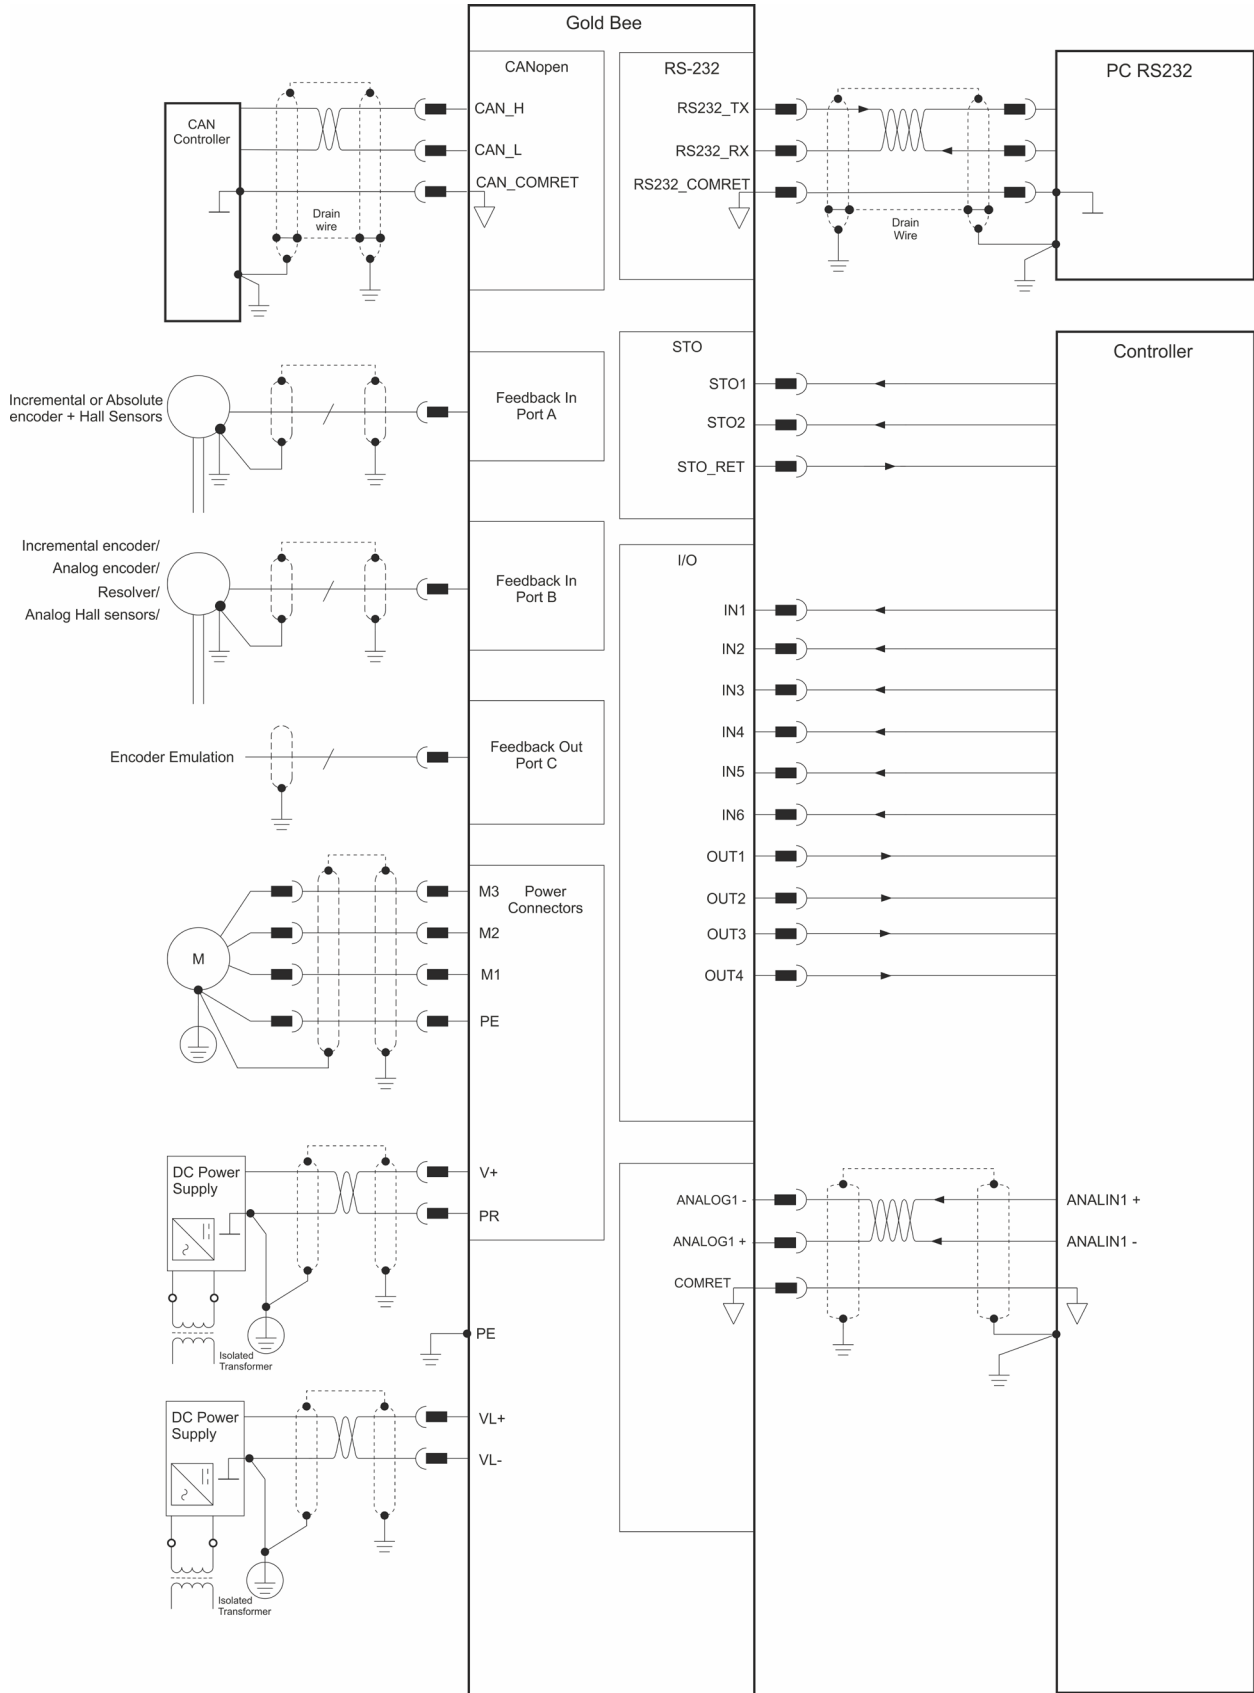 Gold Bee
CANopen
CAN
Controller
CAN_H
CAN_L
CAN_COMRET
Drain
wire
RS-232
RS232_TX
RS232_RX
RS232_COMRET
Drain
Wire
PC RS232
Incremental or Absolute
encoder + Hall Sensors
Feedback In
Port A
Incremental encoder/
Analog encoder/
Resolver/
Analog Hall sensors/
Feedback In
Port B
Encoder Emulation
Feedback Out
Port C
M
M3
M2
M1
PE
Power
Connectors
DC Power
Supply
V+
PR
Isolated
Transformer
PE
DC Power
Supply
VL+
VL-
Isolated
Transformer
STO
STO1
STO2
STO_RET
Controller
I/O
IN1
IN2
IN3
IN4
IN5
IN6
OUT1
OUT2
OUT3
OUT4
ANALOG1 -
ANALOG1 +
COMRET
ANALIN1 +
ANALIN1 -